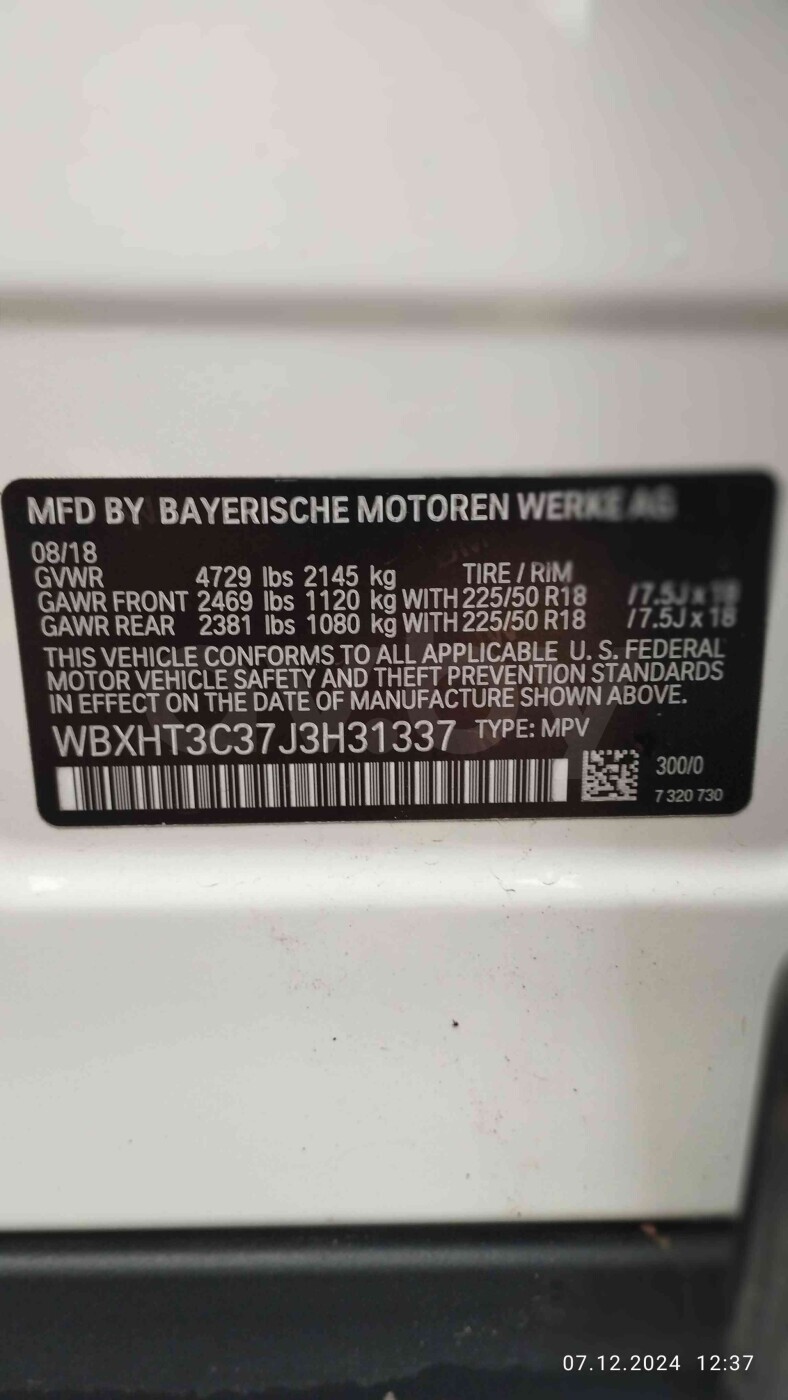 MFD BY BAYERISCHE MOTOREN WERKE AG
08/18
GVWR 4729 lbs 2145 kg TIRE / RIM
GAWR FRONT 2469 lbs 1120 kg WITH 225/50 R18 /7.5J x 18
GAWR REAR 2381 lbs 1080 kg WITH 225/50 R18 /7.5J x 18
THIS VEHICLE CONFORMS TO ALL APPLICABLE U. S. FEDERAL
MOTOR VEHICLE SAFETY AND THEFT PREVENTION STANDARDS
IN EFFECT ON THE DATE OF MANUFACTURE SHOWN ABOVE.
WBXHT3C37J3H31337 TYPE: MPV
300/0
7 320 730
07.12.2024 12:37